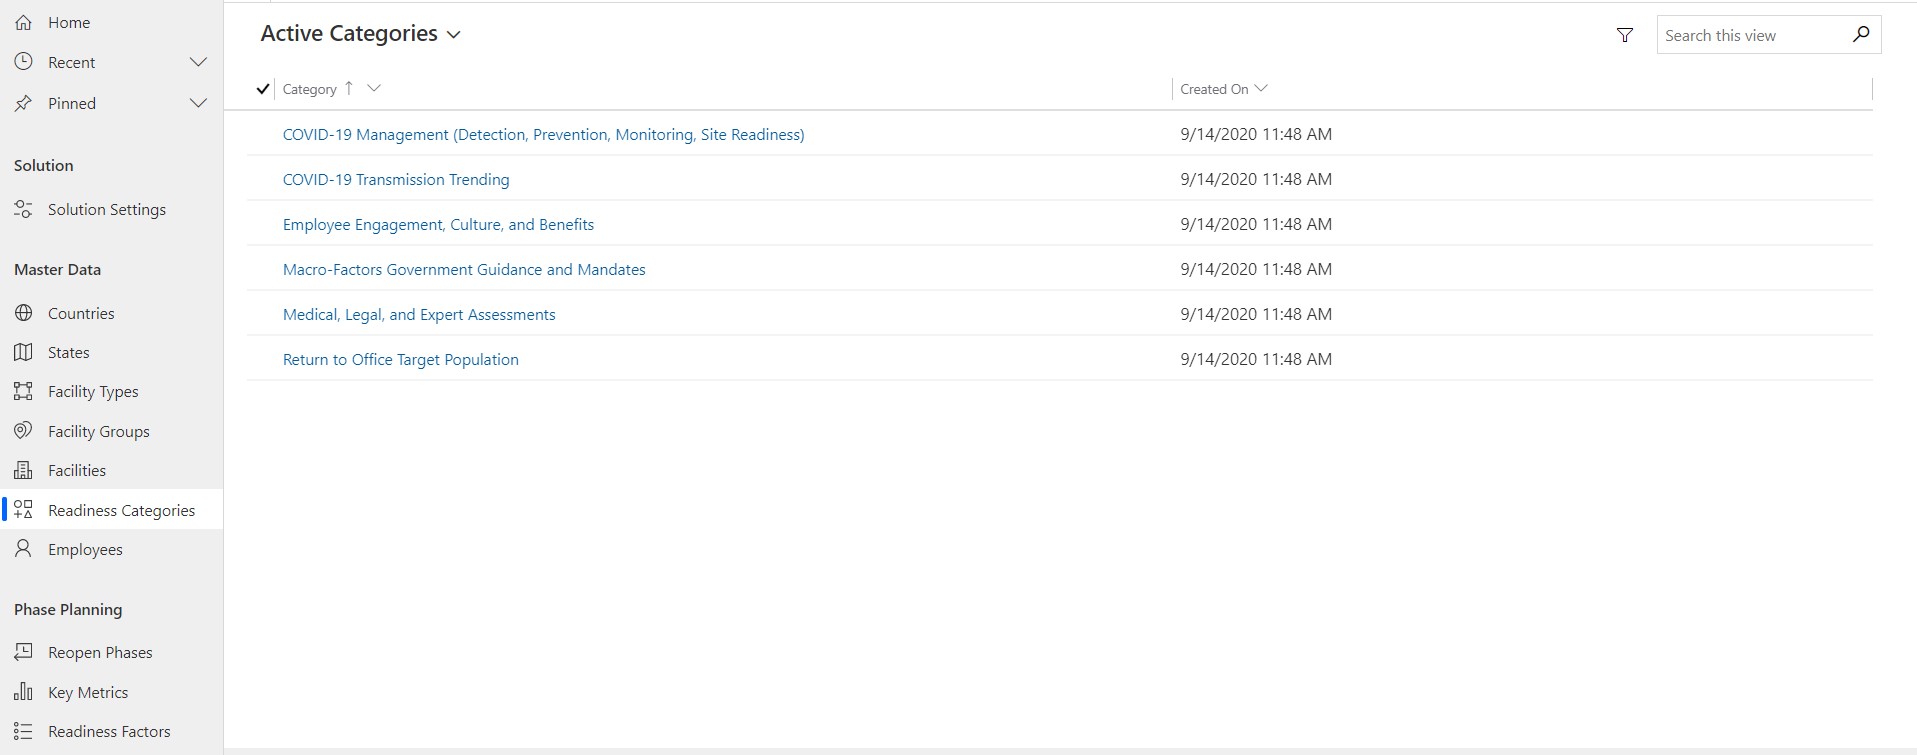 Home
Recent
Pinned
Solution
Solution Settings
Master Data
Countries
States
Facility Types
Facility Groups
Facilities
Readiness Categories
Employees
Phase Planning
Reopen Phases
Key Metrics
Readiness Factors
Active Categories
Search this view
Category Created On
COVID-19 Management (Detection, Prevention, Monitoring, Site Readiness) 9/14/2020 11:48 AM
COVID-19 Transmission Trending 9/14/2020 11:48 AM
Employee Engagement, Culture, and Benefits 9/14/2020 11:48 AM
Macro-Factors Government Guidance and Mandates 9/14/2020 11:48 AM
Medical, Legal, and Expert Assessments 9/14/2020 11:48 AM
Return to Office Target Population 9/14/2020 11:48 AM